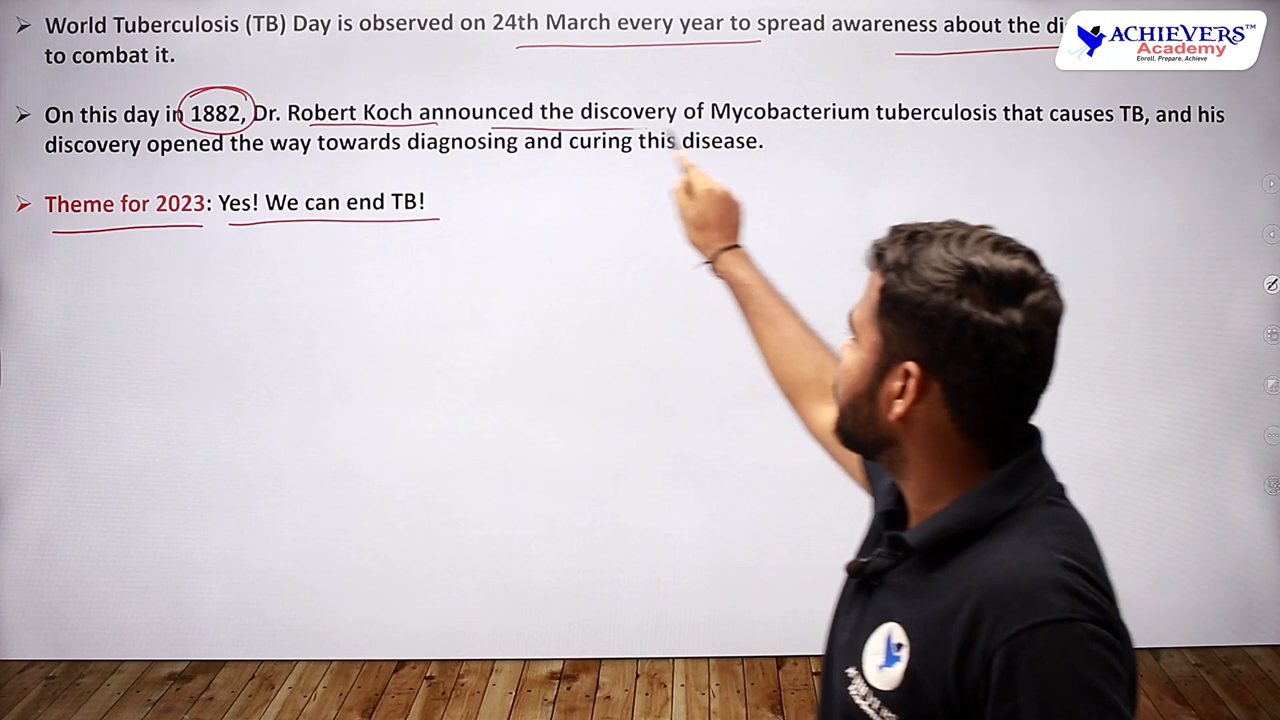 ➢ World Tuberculosis (TB) Day is observed on 24th March every year to spread awareness about the
to combat it.
➢ On this day in 1882, Dr. Robert Koch announced the discovery of Mycobacterium tuberculosis that causes TB, and his
discovery opened the way towards diagnosing and curing this disease.
➢ Theme for 2023: Yes! We can end TB!
ACHiEVERS™
Academy
Enroll. Prepare. Achieve